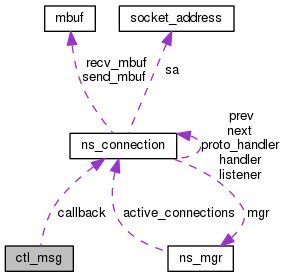 mbuf
socket_address
recv_mbuf
send_mbuf
sa
prev
next
proto_handler
handler
listener
ns_connection
callback
active_connections
mgr
ctl_msg
ns_mgr